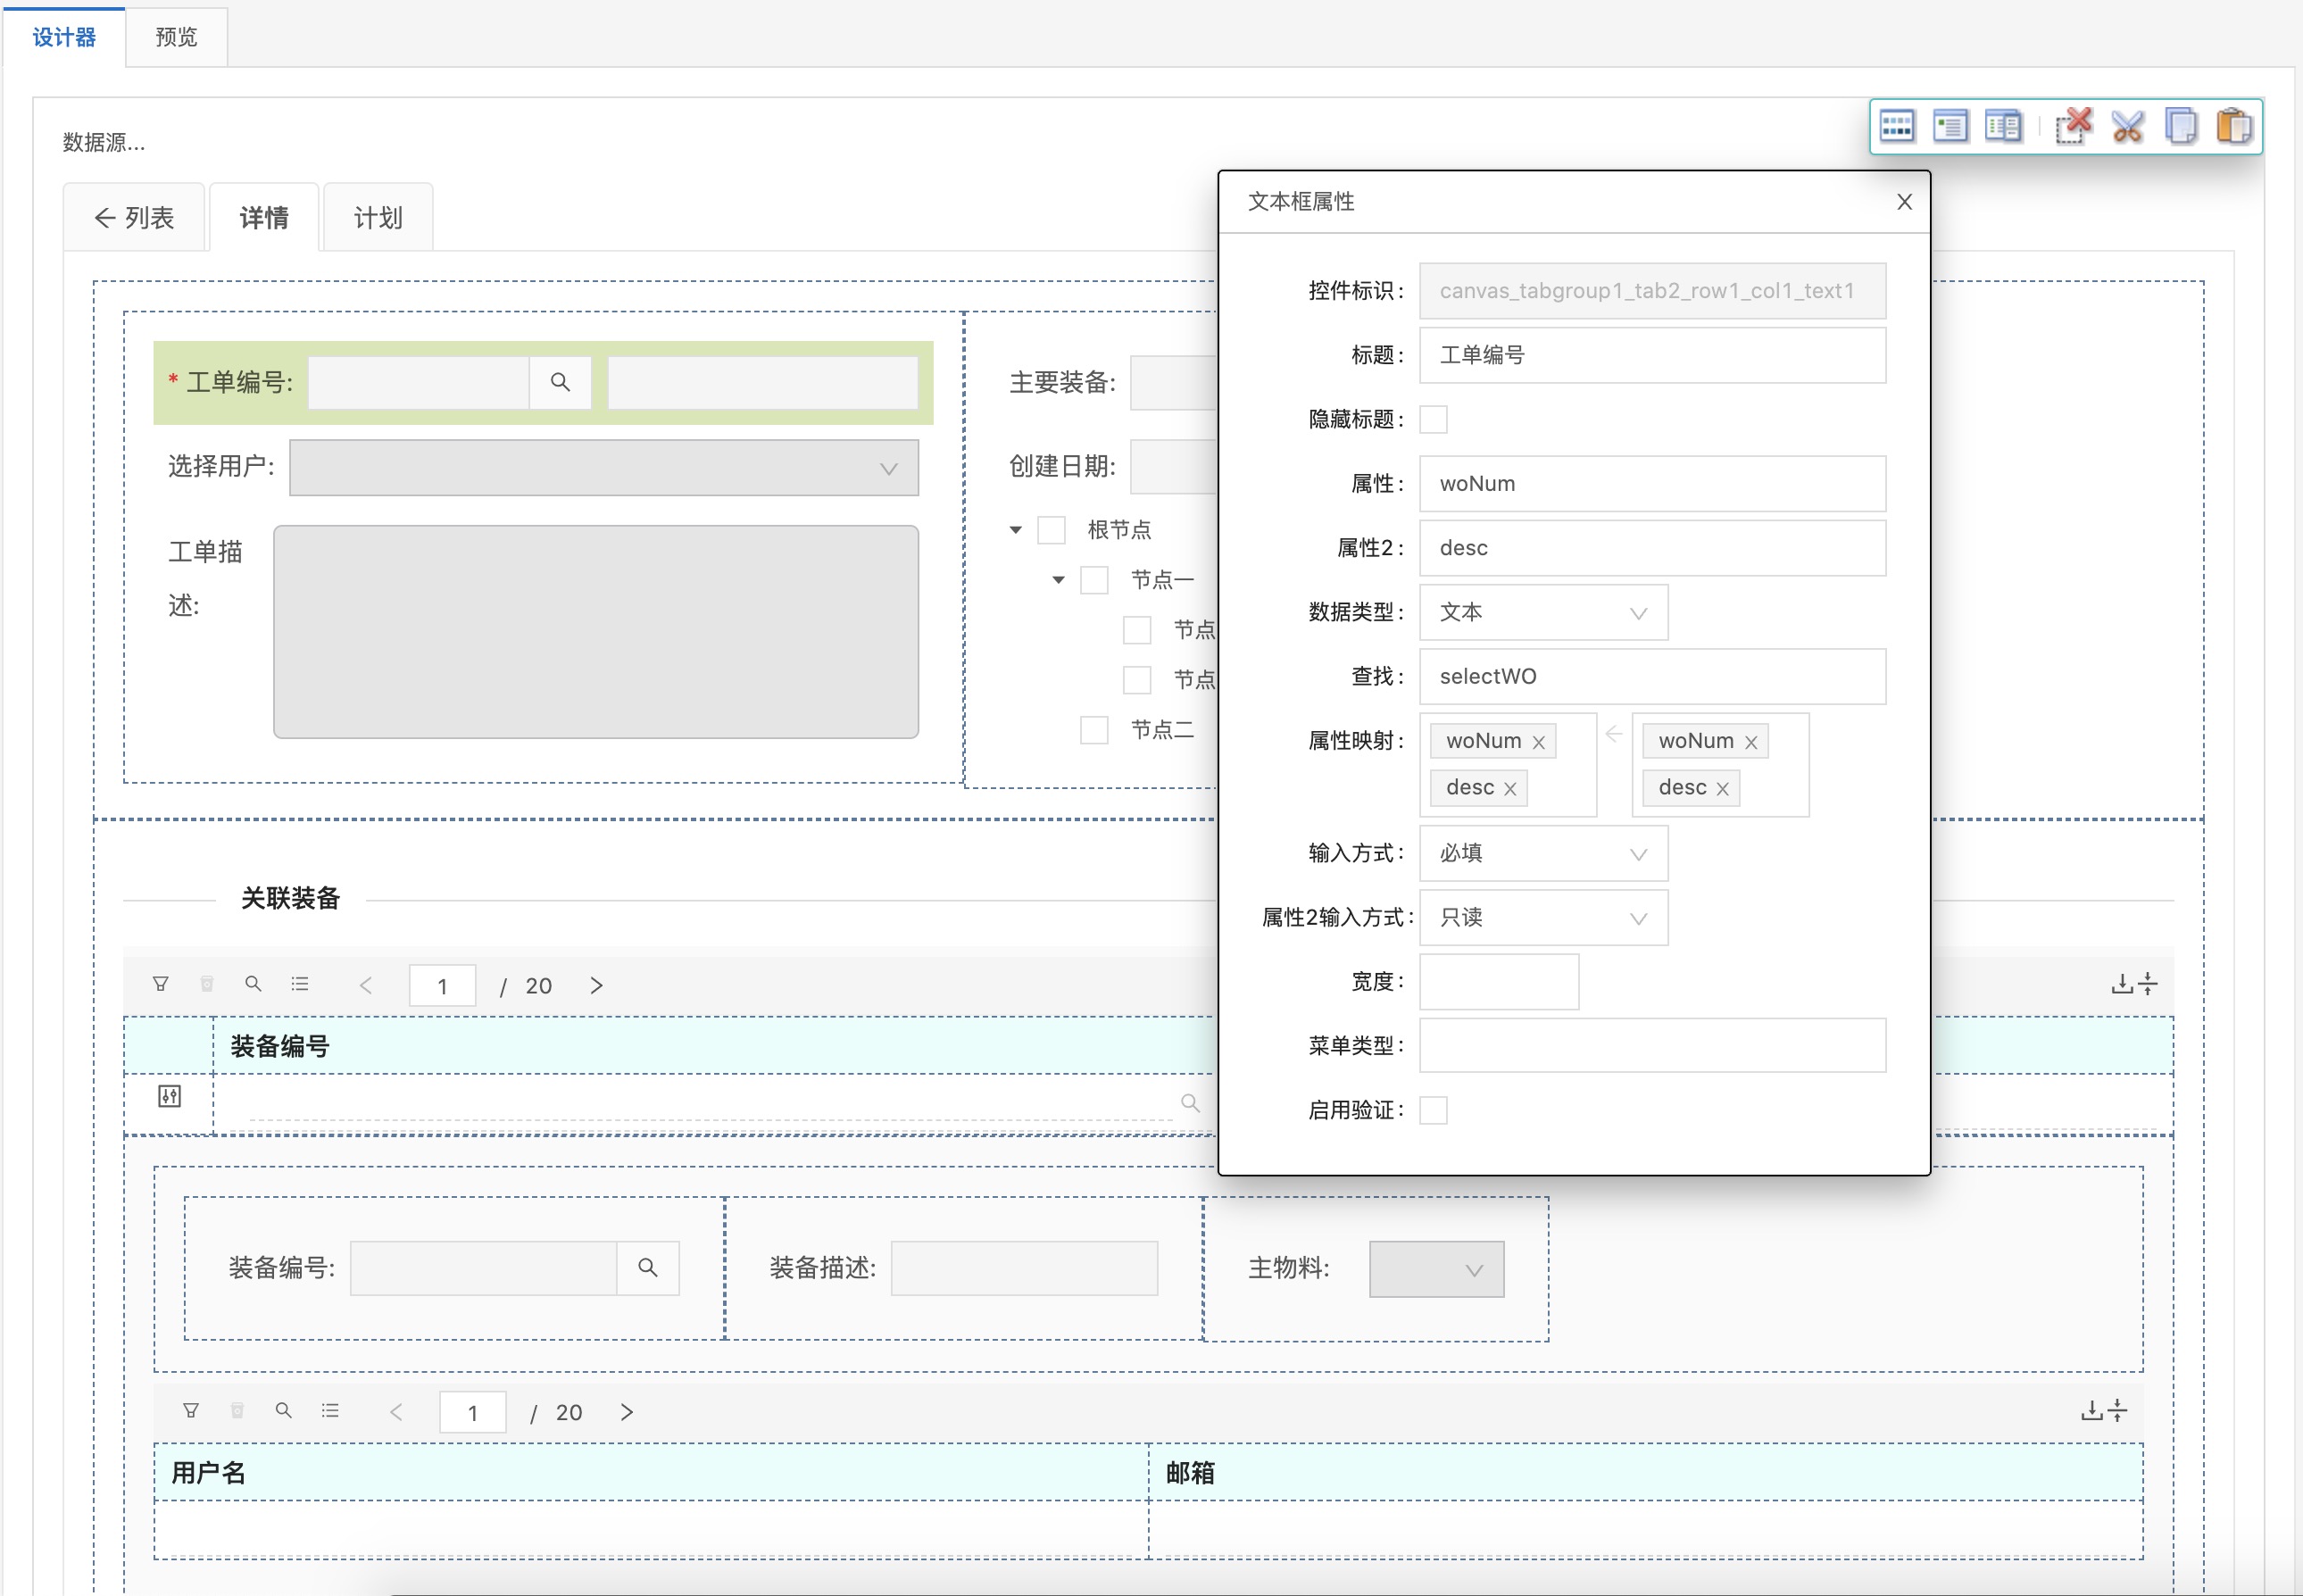 设计器 预览
数据源...
列表 详情 计划
* 工单编号:
选择用户:
工单描
述:
主要装备:
创建日期:
根节点
节点一
节点
节点
节点二
文本框属性
控件标识: canvas_tabgroup1_tab2_row1_col1_text1
标题: 工单编号
隐藏标题:
属性: woNum
属性2: desc
数据类型: 文本
查找: selectWO
属性映射: woNum woNum
desc desc
输入方式: 必填
属性2输入方式: 只读
宽度:
菜单类型:
启用验证:
关联装备
1 / 20
装备编号
装备编号: 装备描述: 主物料:
1 / 20
用户名 邮箱